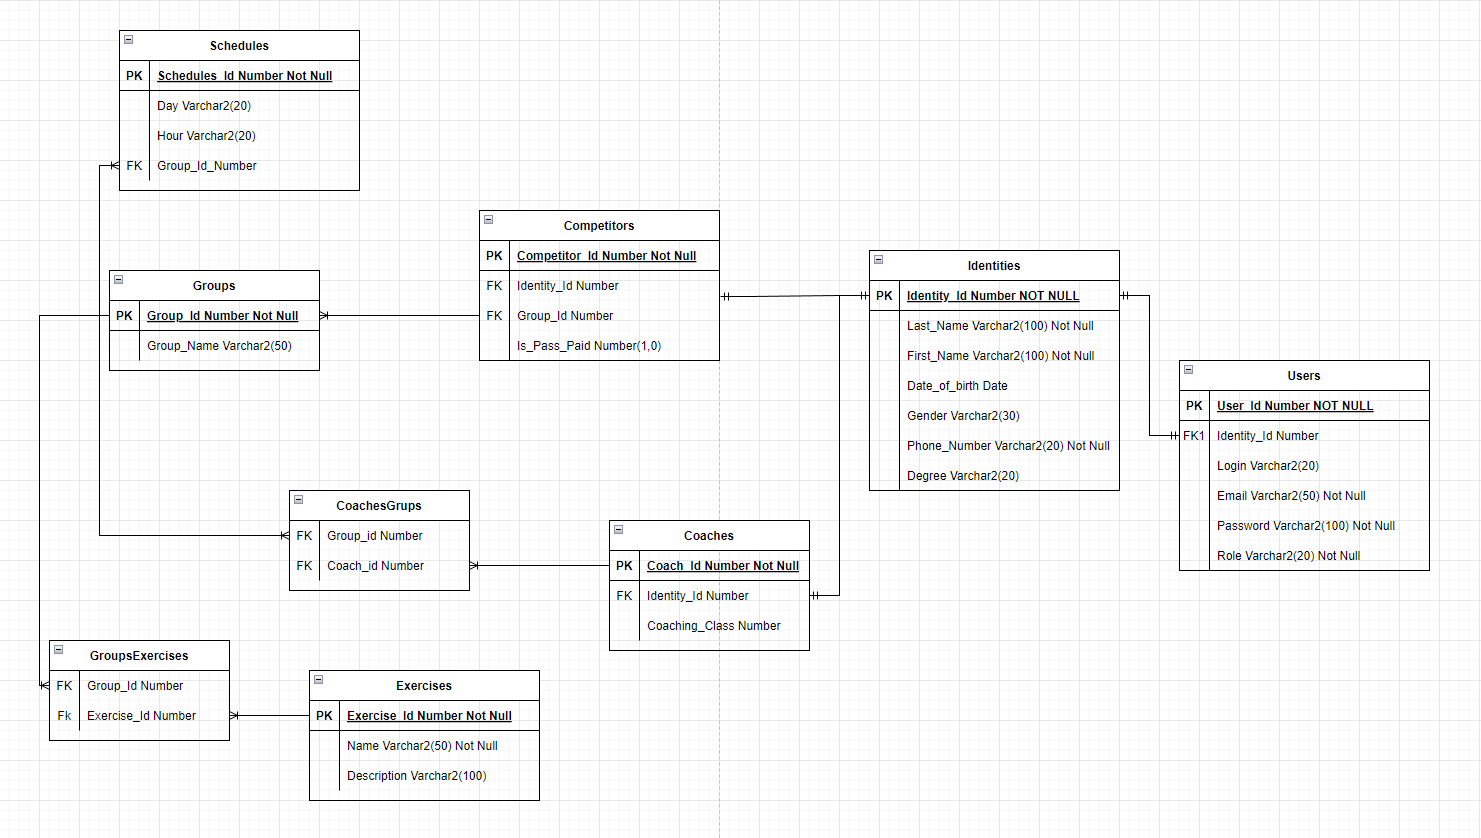 Schedules
PK Schedules_Id Number Not Null
Day Varchar2(20)
Hour Varchar2(20)
FK Group_Id_Number
Competitors
PK Competitor_Id Number Not Null
FK Identity_Id Number
FK Group_Id Number
Is_Pass_Paid Number(1,0)
Identities
PK Identity_Id Number NOT NULL
Last_Name Varchar2(100) Not Null
First_Name Varchar2(100) Not Null
Date_of_birth Date
Gender Varchar2(30)
Phone_Number Varchar2(20) Not Null
Degree Varchar2(20)
Groups
PK Group_Id Number Not Null
Group_Name Varchar2(50)
Users
PK User_Id Number NOT NULL
FK1 Identity_Id Number
Login Varchar2(20)
Email Varchar2(50) Not Null
Password Varchar2(100) Not Null
Role Varchar2(20) Not Null
CoachesGrups
FK Group_id Number
FK Coach_id Number
Coaches
PK Coach_Id Number Not Null
FK Identity_Id Number
Coaching_Class Number
GroupsExercises
FK Group_Id Number
Fk Exercise_Id Number
Exercises
PK Exercise_Id Number Not Null
Name Varchar2(50) Not Null
Description Varchar2(100)